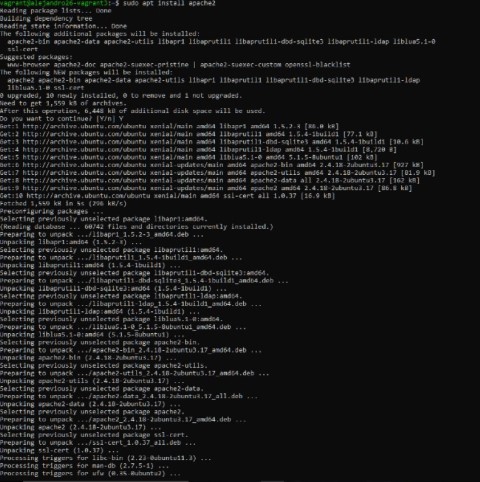 vagrant@alejandro26-vagrant:~$ sudo apt install apache2
Reading package lists... Done
Building dependency tree
Reading state information... Done
The following additional packages will be installed:
  apache2-bin apache2-data apache2-utils libapr1 libaprutil1 libaprutil1-dbd-sqlite3 libaprutil1-ldap liblua5.1-0
  ssl-cert
Suggested packages:
  www-browser apache2-doc apache2-suexec-pristine | apache2-suexec-custom openssl-blacklist
The following NEW packages will be installed:
  apache2 apache2-bin apache2-data apache2-utils libapr1 libaprutil1 libaprutil1-dbd-sqlite3 libaprutil1-ldap
  liblua5.1-0 ssl-cert
0 upgraded, 10 newly installed, 0 to remove and 1 not upgraded.
Need to get 1,559 kB of archives.
After this operation, 6,448 kB of additional disk space will be used.
Do you want to continue? [Y/n] Y
Get:1 http://archive.ubuntu.com/ubuntu xenial/main amd64 libapr1 amd64 1.5.2-3 [86.0 kB]
Get:2 http://archive.ubuntu.com/ubuntu xenial/main amd64 libaprutil1 amd64 1.5.4-1build1 [77.1 kB]
Get:3 http://archive.ubuntu.com/ubuntu xenial/main amd64 libaprutil1-dbd-sqlite3 amd64 1.5.4-1build1 [10.6 kB]
Get:4 http://archive.ubuntu.com/ubuntu xenial/main amd64 libaprutil1-ldap amd64 1.5.4-1build1 [8,720 B]
Get:5 http://archive.ubuntu.com/ubuntu xenial/main amd64 liblua5.1-0 amd64 5.1.5-8ubuntu1 [102 kB]
Get:6 http://archive.ubuntu.com/ubuntu xenial-updates/main amd64 apache2-bin amd64 2.4.18-2ubuntu3.17 [927 kB]
Get:7 http://archive.ubuntu.com/ubuntu xenial-updates/main amd64 apache2-utils amd64 2.4.18-2ubuntu3.17 [81.9 kB]
Get:8 http://archive.ubuntu.com/ubuntu xenial-updates/main amd64 apache2-data all 2.4.18-2ubuntu3.17 [162 kB]
Get:9 http://archive.ubuntu.com/ubuntu xenial-updates/main amd64 apache2 amd64 2.4.18-2ubuntu3.17 [86.8 kB]
Get:10 http://archive.ubuntu.com/ubuntu xenial/main amd64 ssl-cert all 1.0.37 [16.9 kB]
Fetched 1,559 kB in 5s (296 kB/s)
Preconfiguring packages ...
Selecting previously unselected package libapr1:amd64.
(Reading database ... 60742 files and directories currently installed.)
Preparing to unpack .../libapr1_1.5.2-3_amd64.deb ...
Unpacking libapr1:amd64 (1.5.2-3) ...
Selecting previously unselected package libaprutil1:amd64.
Preparing to unpack .../libaprutil1_1.5.4-1build1_amd64.deb ...
Unpacking libaprutil1:amd64 (1.5.4-1build1) ...
Selecting previously unselected package libaprutil1-dbd-sqlite3:amd64.
Preparing to unpack .../libaprutil1-dbd-sqlite3_1.5.4-1build1_amd64.deb ...
Unpacking libaprutil1-dbd-sqlite3:amd64 (1.5.4-1build1) ...
Selecting previously unselected package libaprutil1-ldap:amd64.
Preparing to unpack .../libaprutil1-ldap_1.5.4-1build1_amd64.deb ...
Unpacking libaprutil1-ldap:amd64 (1.5.4-1build1) ...
Selecting previously unselected package liblua5.1-0:amd64.
Preparing to unpack .../liblua5.1-0_5.1.5-8ubuntu1_amd64.deb ...
Unpacking liblua5.1-0:amd64 (5.1.5-8ubuntu1) ...
Selecting previously unselected package apache2-bin.
Preparing to unpack .../apache2-bin_2.4.18-2ubuntu3.17_amd64.deb ...
Unpacking apache2-bin (2.4.18-2ubuntu3.17) ...
Selecting previously unselected package apache2-utils.
Preparing to unpack .../apache2-utils_2.4.18-2ubuntu3.17_amd64.deb ...
Unpacking apache2-utils (2.4.18-2ubuntu3.17) ...
Selecting previously unselected package apache2-data.
Preparing to unpack .../apache2-data_2.4.18-2ubuntu3.17_all.deb ...
Unpacking apache2-data (2.4.18-2ubuntu3.17) ...
Selecting previously unselected package apache2.
Preparing to unpack .../apache2_2.4.18-2ubuntu3.17_amd64.deb ...
Unpacking apache2 (2.4.18-2ubuntu3.17) ...
Selecting previously unselected package ssl-cert.
Preparing to unpack .../ssl-cert_1.0.37_all.deb ...
Unpacking ssl-cert (1.0.37) ...
Processing triggers for libc-bin (2.23-0ubuntu11.3) ...
Processing triggers for man-db (2.7.5-1) ...
Processing triggers for ufw (0.35-0ubuntu2) ...